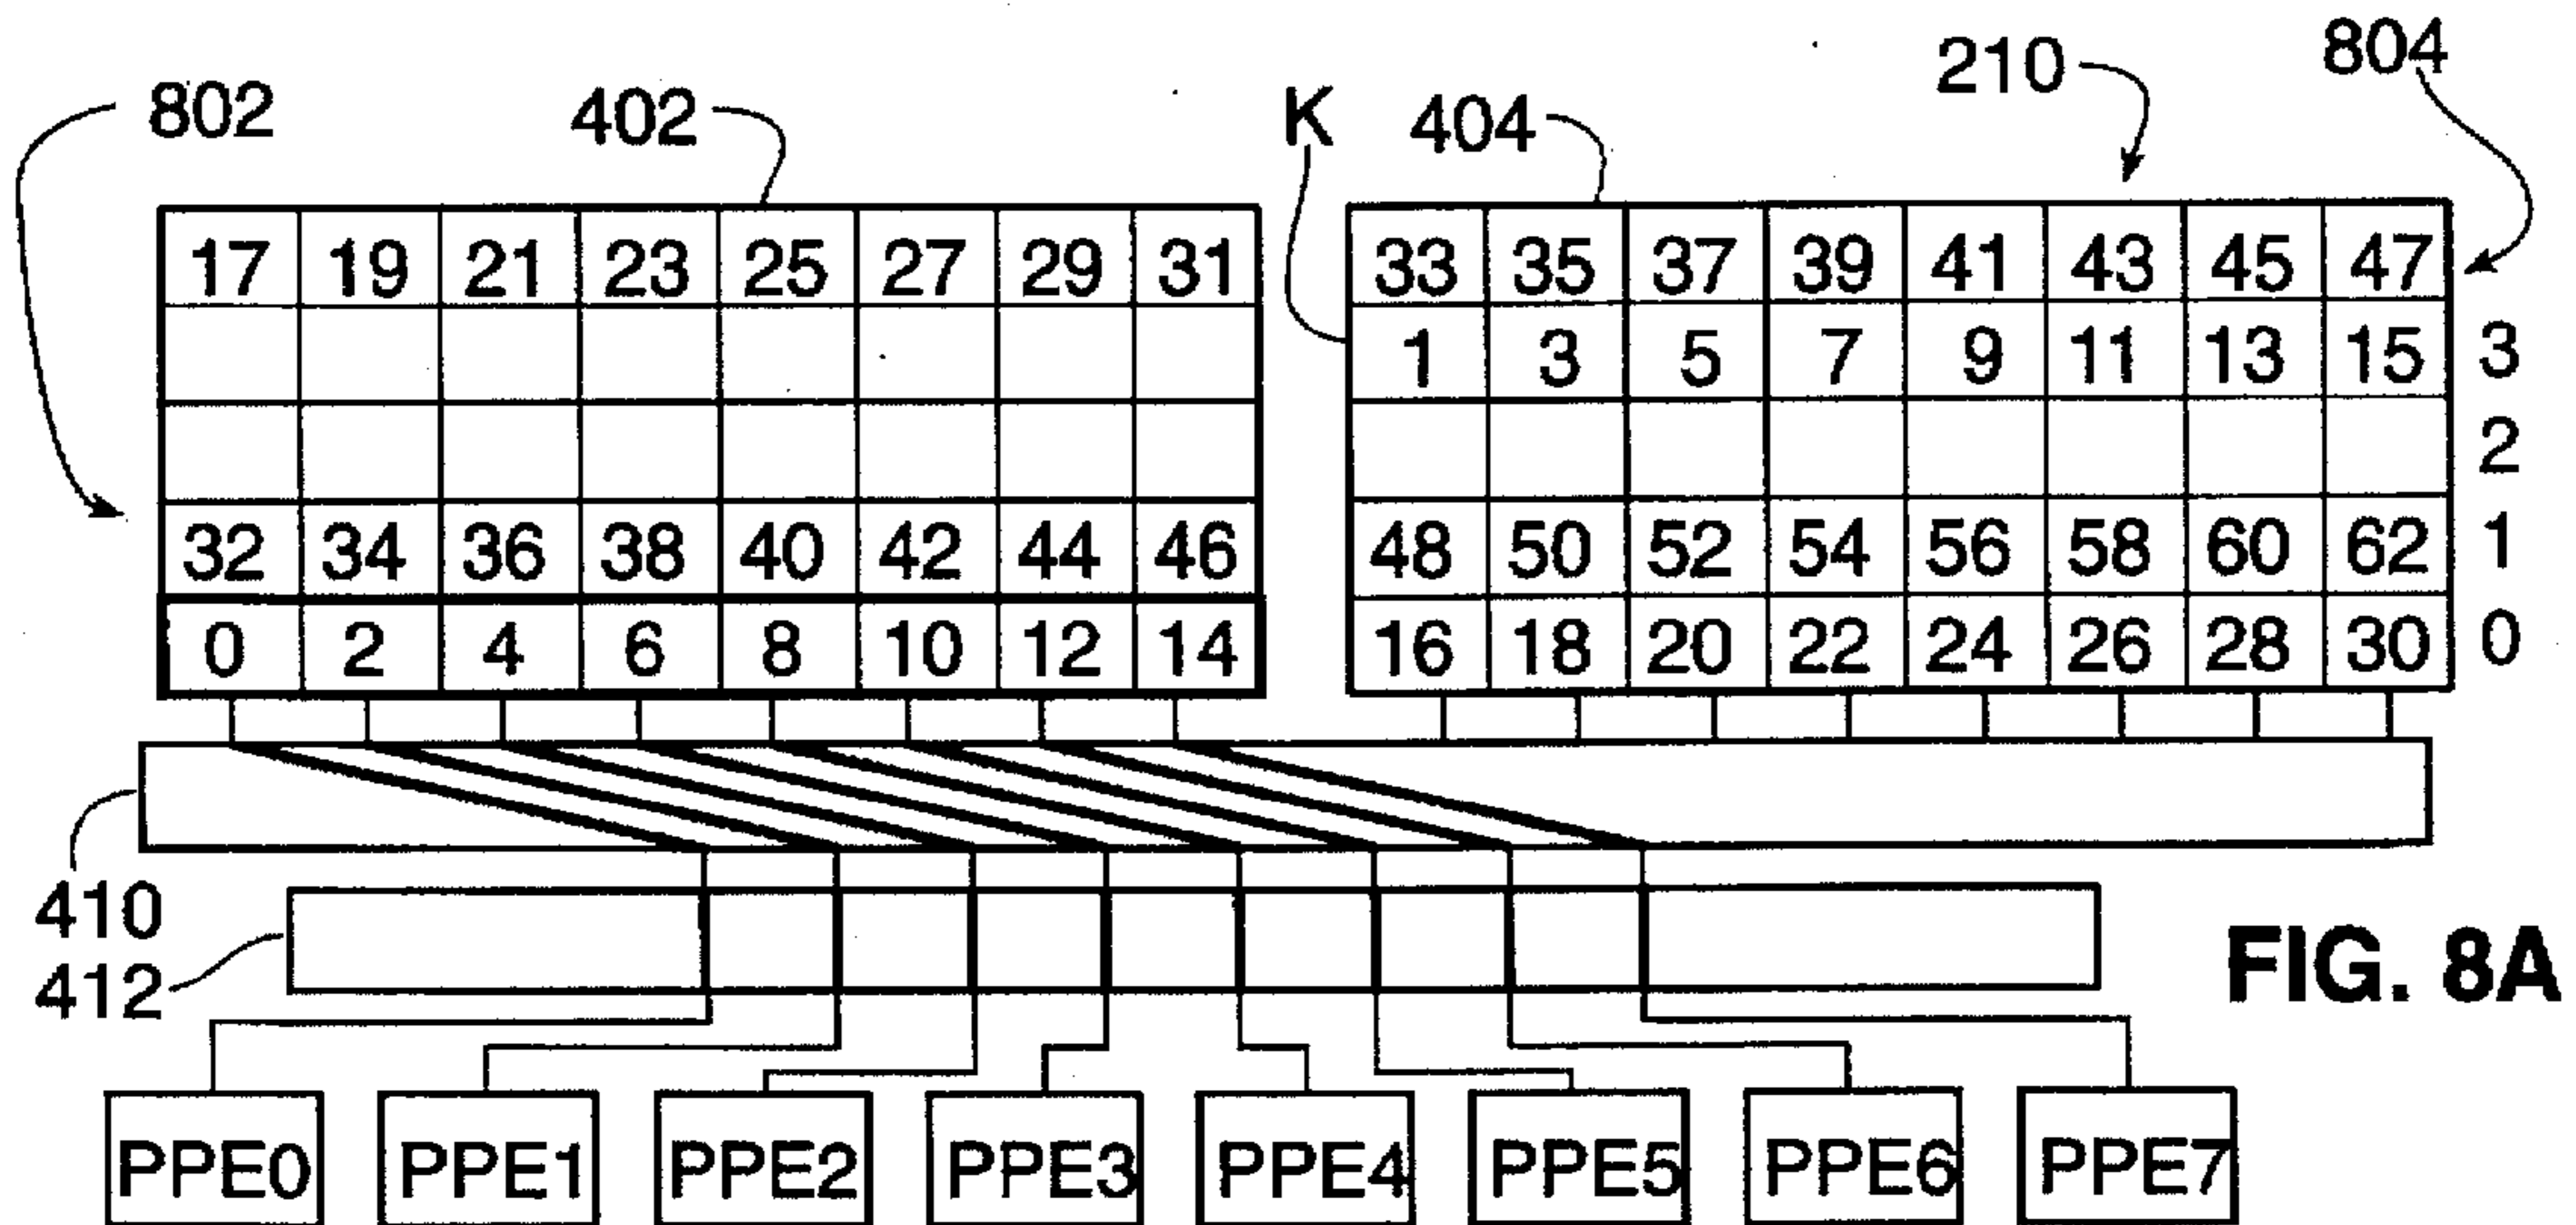 802 402 K 404 210 804
17 19 21 23 25 27 29 31 33 35 37 39 41 43 45 47
1 3 5 7 9 11 13 15 3
2
32 34 36 38 40 42 44 46 48 50 52 54 56 58 60 62 1
0 2 4 6 8 10 12 14 16 18 20 22 24 26 28 30 0
410
412
FIG. 8A
PPE0 PPE1 PPE2 PPE3 PPE4 PPE5 PPE6 PPE7